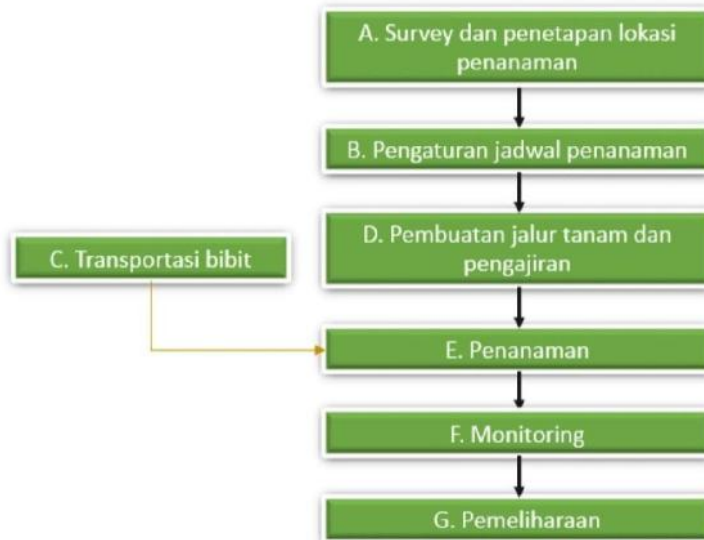 A. Survey dan penetapan lokasi
penanaman
B. Pengaturan jadwal penanaman
C. Transportasi bibit
D. Pembuatan jalur tanam dan
pengajiran
E. Penanaman
F. Monitoring
G. Pemeliharaan